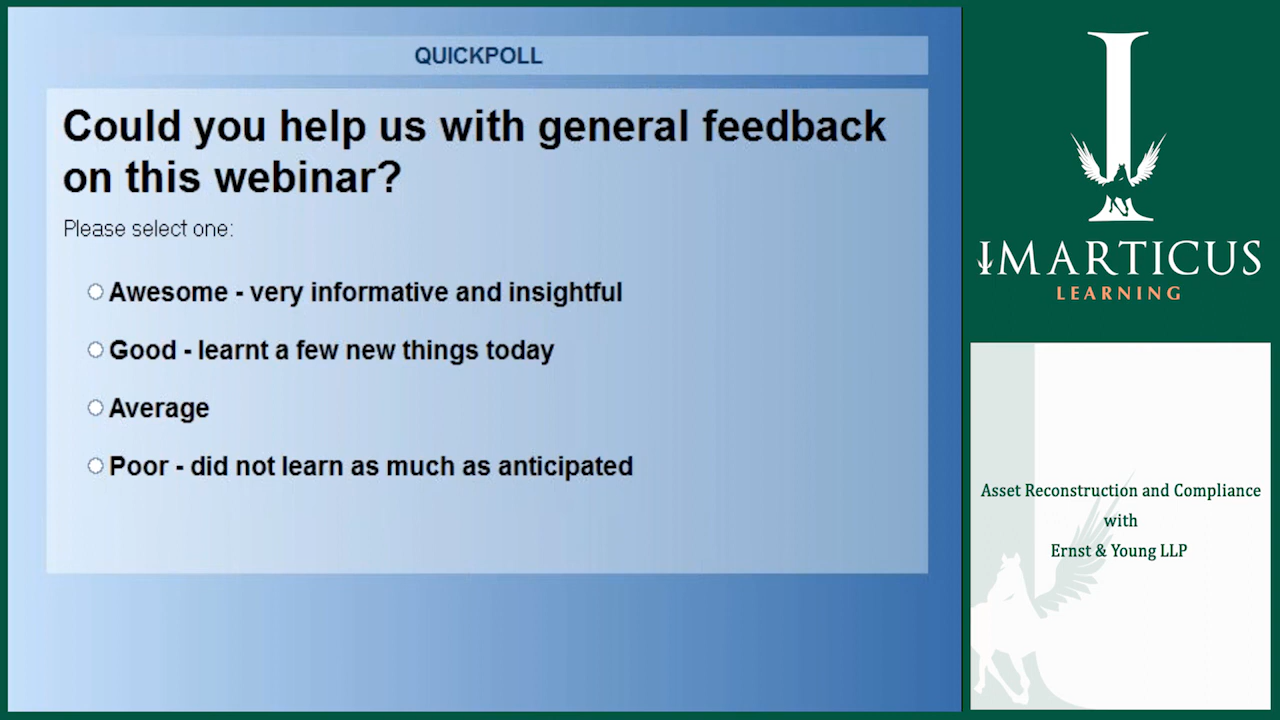 QUICKPOLL
Could you help us with general feedback
on this webinar?
Please select one:
Awesome - very informative and insightful
Good - learnt a few new things today
Average
Poor - did not learn as much as anticipated
IMARTICUS
LEARNING
Asset Reconstruction and Compliance
with
Ernst & Young LLP